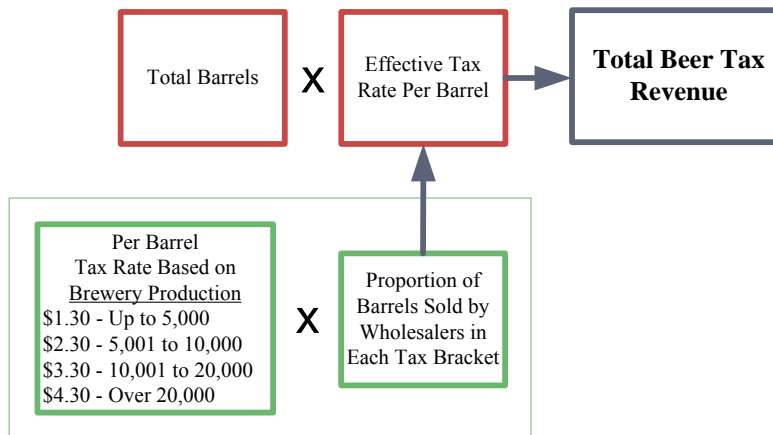 Total Barrels
X
Effective Tax
Rate Per Barrel
Total Beer Tax
Revenue
Per Barrel
Tax Rate Based on
Brewery Production
$1.30 - Up to 5,000
$2.30 - 5,001 to 10,000
$3.30 - 10,001 to 20,000
$4.30 - Over 20,000
X
Proportion of
Barrels Sold by
Wholesalers in
Each Tax Bracket